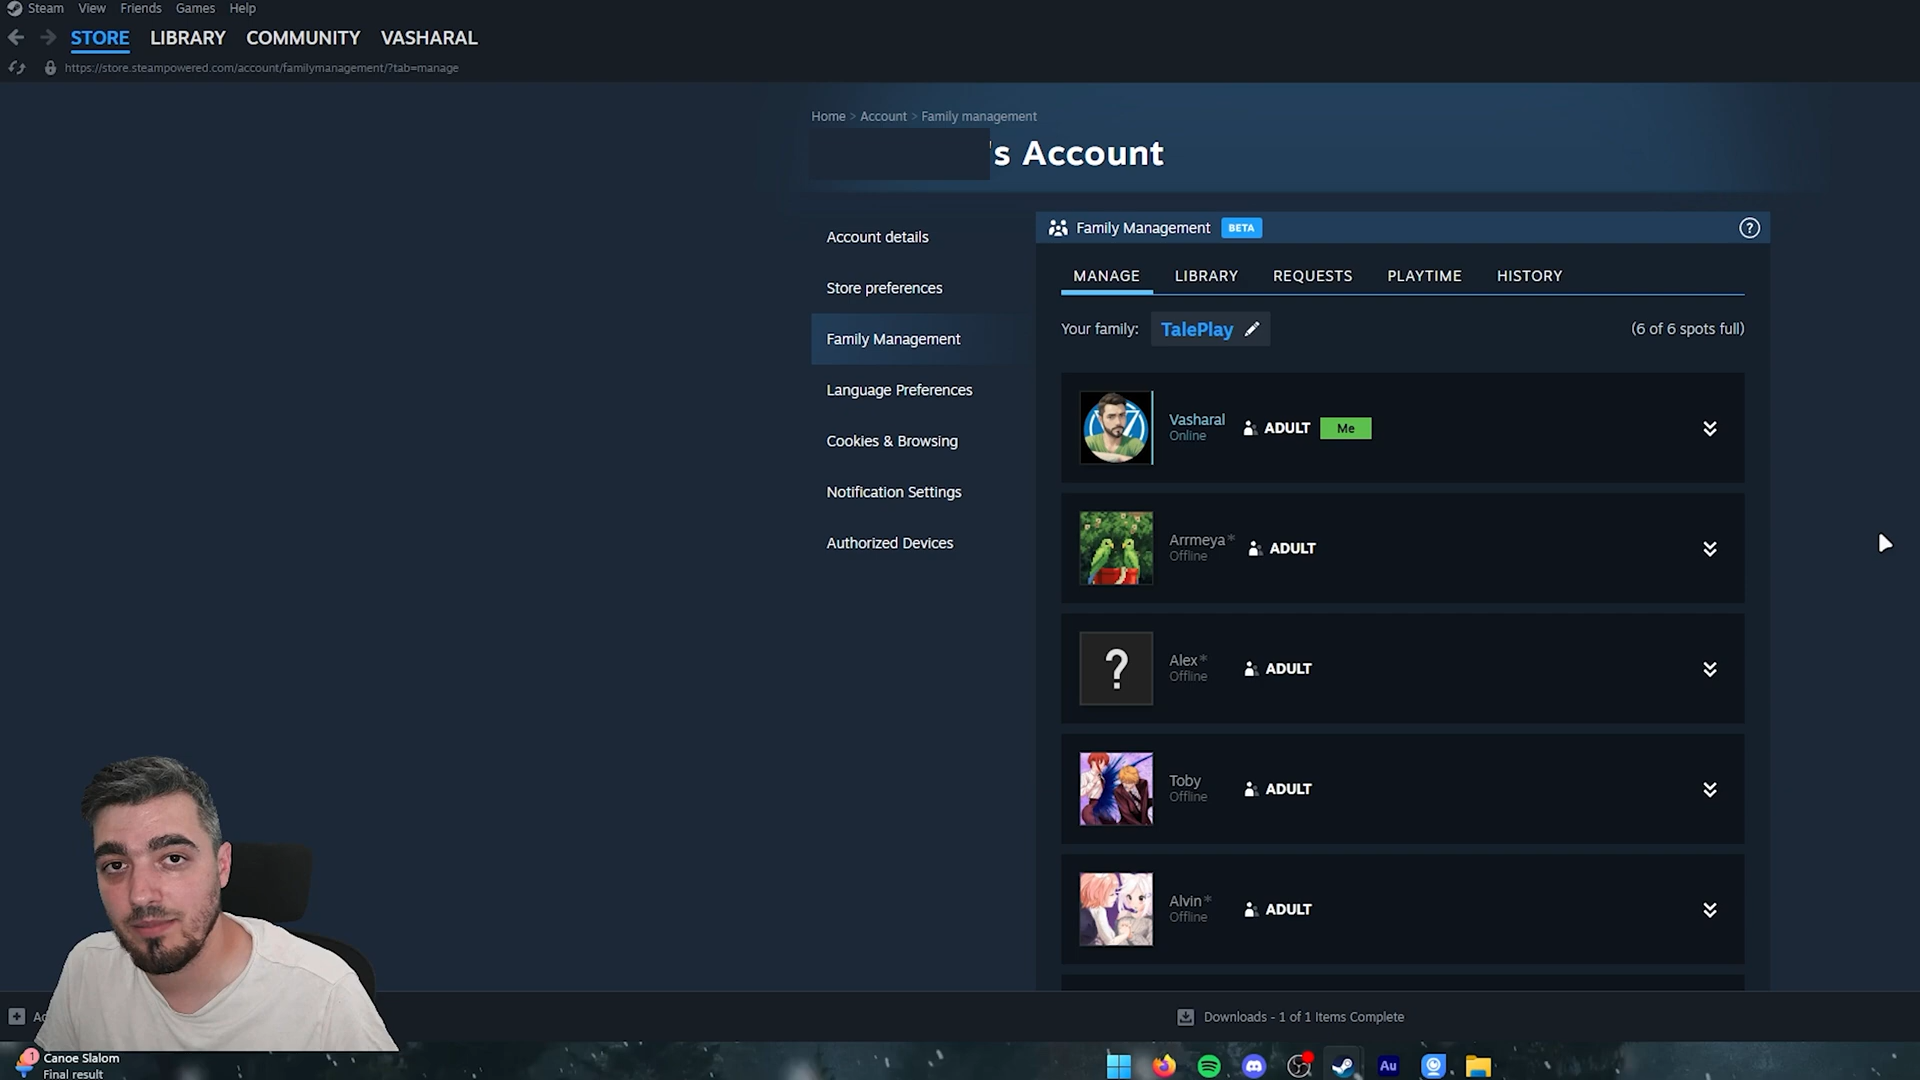 Steam View Friends Games Help
STORE LIBRARY COMMUNITY VASHARAL
https://store.steampowered.com/account/familymanagement/?tab=manage
Home > Account > Family management
's Account
Account details
Store preferences
Family Management
Language Preferences
Cookies & Browsing
Notification Settings
Authorized Devices
Family Management BETA ?
MANAGE LIBRARY REQUESTS PLAYTIME HISTORY
Your family: TalePlay (6 of 6 spots full)
Vasharal ADULT Me
Online
Arrmeya* ADULT
Offline
? Alex* ADULT
Offline
Toby ADULT
Offline
Alvin* ADULT
Offline
Downloads - 1 of 1 Items Complete
1
Canoe Slalom
Final result
Au